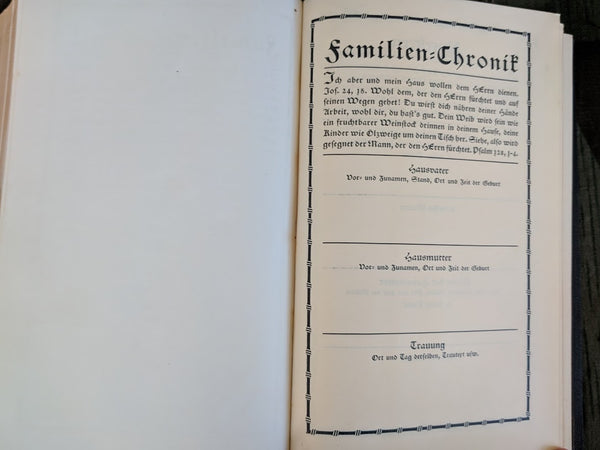 Familien-Chronik
Ich aber und mein Haus wollen dem HErrn dienen.
Jos. 24, 18. Wohl dem, der den HErrn fürchtet und auf
seinen Wegen gehet! Du wirst dich nähren deiner Hände
Arbeit, wohl dir, du hast's gut. Dein Weib wird sein wie
ein fruchtbarer Weinstock drinnen in deinem Hause, deine
Kinder wie Ölzweige um deinen Tisch her. Siehe, also wird
gesegnet der Mann, der den HErrn fürchtet. Psalm 128, 1-4.
Hausvater
Vor- und Zunamen, Stand, Ort und Zeit der Geburt
Hausmutter
Vor- und Zunamen, Ort und Zeit der Geburt
Trauung
Ort und Tag derselben, Trautext usw.